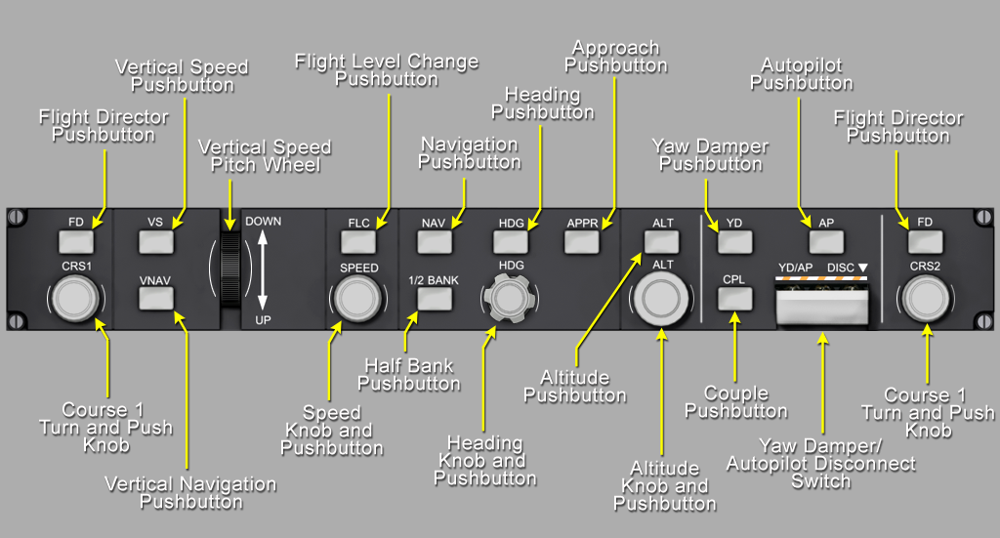 Approach
Pushbutton
Flight Level Change
Pushbutton
Vertical Speed
Pushbutton
Autopilot
Pushbutton
Heading
Pushbutton
Flight Director
Pushbutton
Flight Director
Pushbutton
Vertical Speed
Pitch Wheel
Navigation
Pushbutton
Yaw Damper
Pushbutton
FD
VS
DOWN
FLC
NAV
HDG
APPR
ALT
YD
AP
FD
CRS1
VNAV
SPEED
1/2 BANK
HDG
ALT
CPL
YD/AP DISC ▼
CRS2
UP
Half Bank
Pushbutton
Altitude
Pushbutton
Couple
Pushbutton
Course 1
Turn and Push
Knob
Speed
Knob and
Pushbutton
Course 1
Turn and Push
Knob
Heading
Knob and
Pushbutton
Yaw Damper/
Autopilot Disconnect
Switch
Altitude
Knob and
Pushbutton
Vertical Navigation
Pushbutton